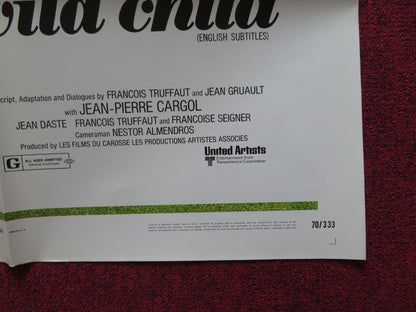 wild child
(ENGLISH SUBTITLES)
Script, Adaptation and Dialogues by FRANCOIS TRUFFAUT and JEAN GRUAULT
with JEAN-PIERRE CARGOL
JEAN DASTE FRANCOIS TRUFFAUT and FRANCOISE SEIGNER
Cameraman NESTOR ALMENDROS
Produced by LES FILMS DU CAROSSE LES PRODUCTIONS ARTISTES ASSOCIES
G ALL AGES ADMITTED
General Audiences
United Artists
T Entertainment from
Transamerica Corporation
70/333